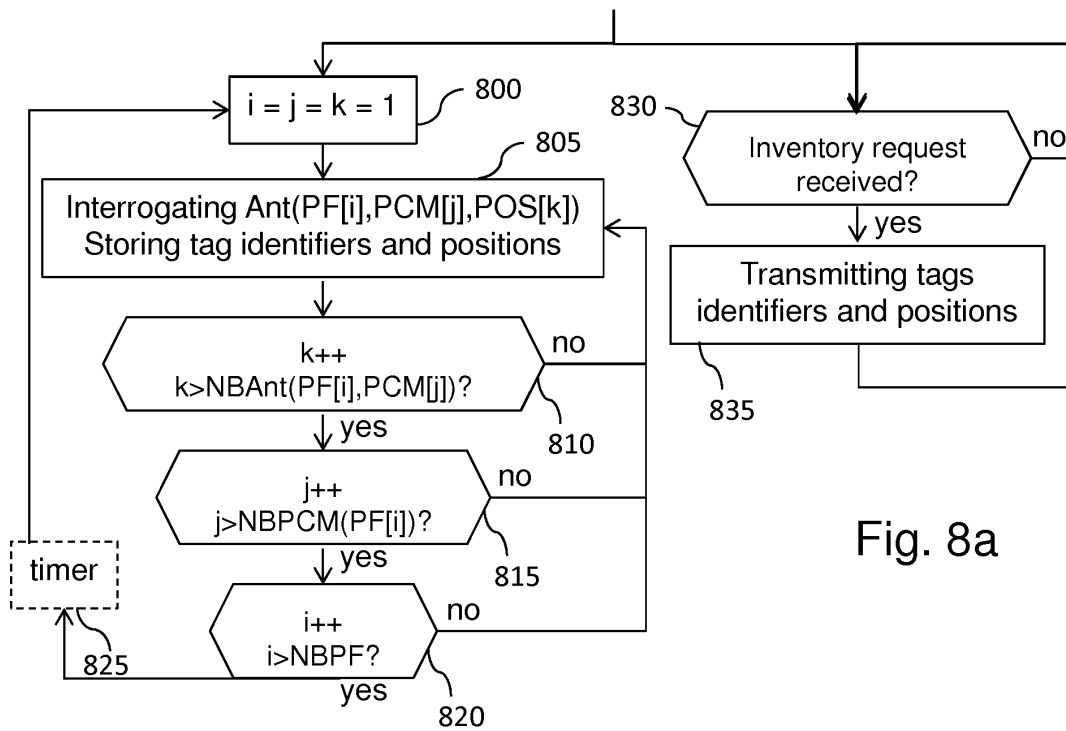 i = j = k = 1
800
805
Interrogating Ant(PF[i],PCM[j],POS[k])
Storing tag identifiers and positions
k++
k>NBAnt(PF[i],PCM[j])?
no
810
yes
j++
j>NBPCM(PF[i])?
no
815
yes
i++
i>NBPF?
no
820
yes
timer
825
830
Inventory request
received?
no
yes
Transmitting tags
identifiers and positions
835
Fig. 8a